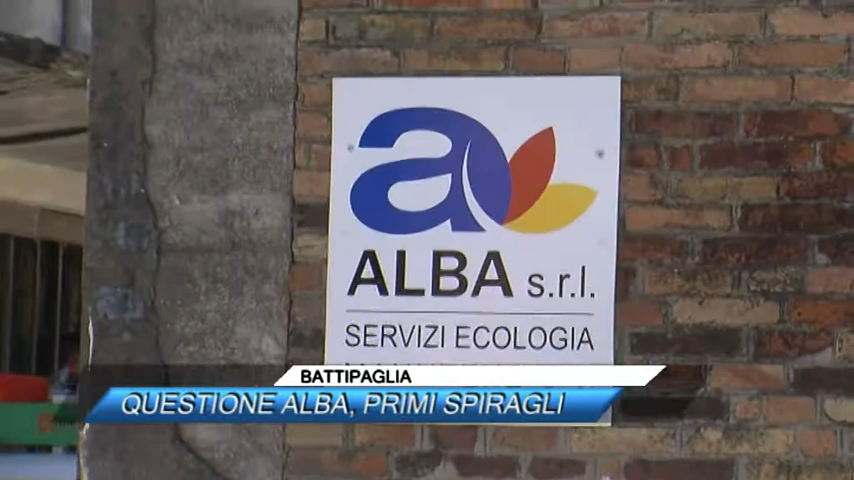 a
ALBA s.r.l.
SERVIZI ECOLOGIA
BATTIPAGLIA
QUESTIONE ALBA, PRIMI SPIRAGLI